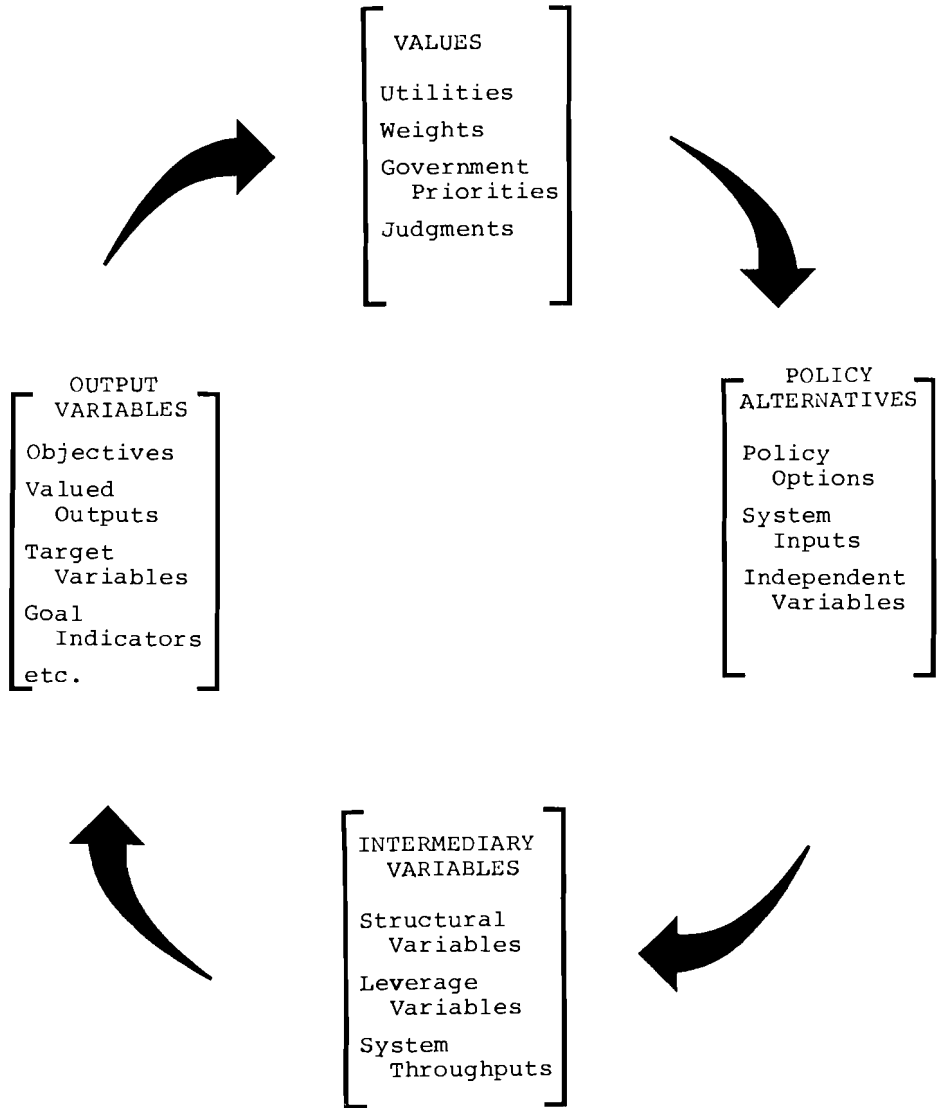 VALUES
Utilities
Weights
Government
Priorities
Judgments
OUTPUT
VARIABLES
Objectives
Valued
Outputs
Target
Variables
Goal
Indicators
etc.
POLICY
ALTERNATIVES
Policy
Options
System
Inputs
Independent
Variables
INTERMEDIARY
VARIABLES
Structural
Variables
Leverage
Variables
System
Throughputs